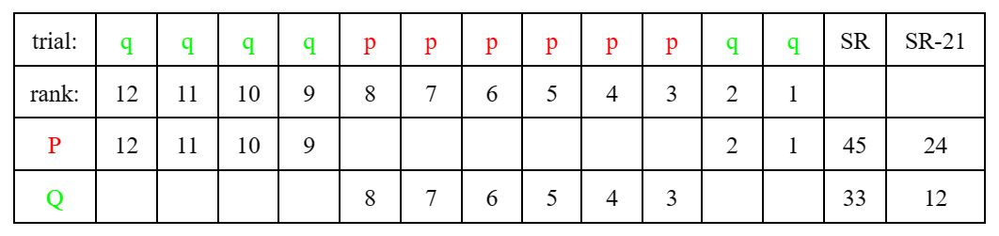 trial: q q q q p p p p p p q q SR SR-21
rank: 12 11 10 9 8 7 6 5 4 3 2 1
P 12 11 10 9 2 1 45 24
Q 8 7 6 5 4 3 33 12